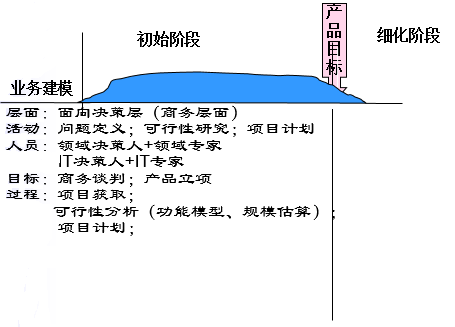 初始阶段
产品目标
细化阶段
业务建模
层面：面向决策层（商务层面）
活动：问题定义；可行性研究；项目计划
人员：领域决策人+领域专家
IT决策人+IT专家
目标：商务谈判；产品立项
过程：项目获取；
可行性分析（功能模型、规模估算）；
项目计划；